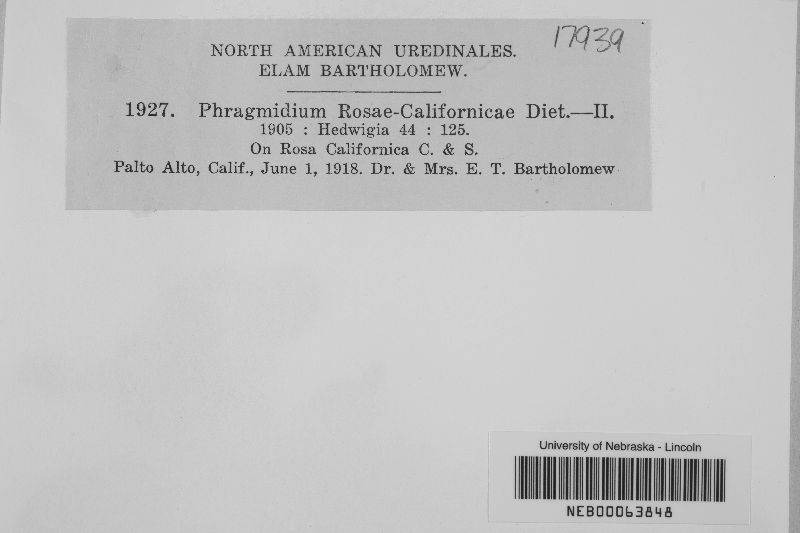 17939
NORTH AMERICAN UREDINALES.
ELAM BARTHOLOMEW.
1927. Phragmidium Rosae-Californicae Diet.—II.
1905 : Hedwigia 44 : 125.
On Rosa Californica C. & S.
Palto Alto, Calif., June 1, 1918. Dr. & Mrs. E. T. Bartholomew
University of Nebraska - Lincoln
NEB00063848